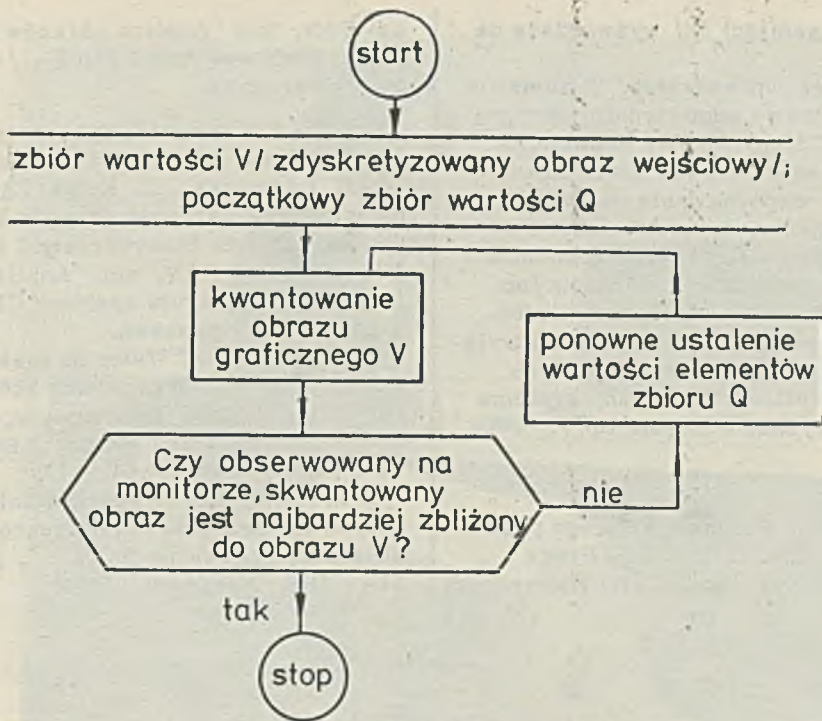 start
zbiór wartości V/ zdyskretyzowany obraz wejściowy/;
początkowy zbiór wartości Q
kwantowanie
obrazu
graficznego V
ponowne ustalenie
wartości elementów
zbioru Q
Czy obserwowany na
monitorze, skwantowany
obraz jest najbardziej zbliżony
do obrazu V?
nie
tak
stop